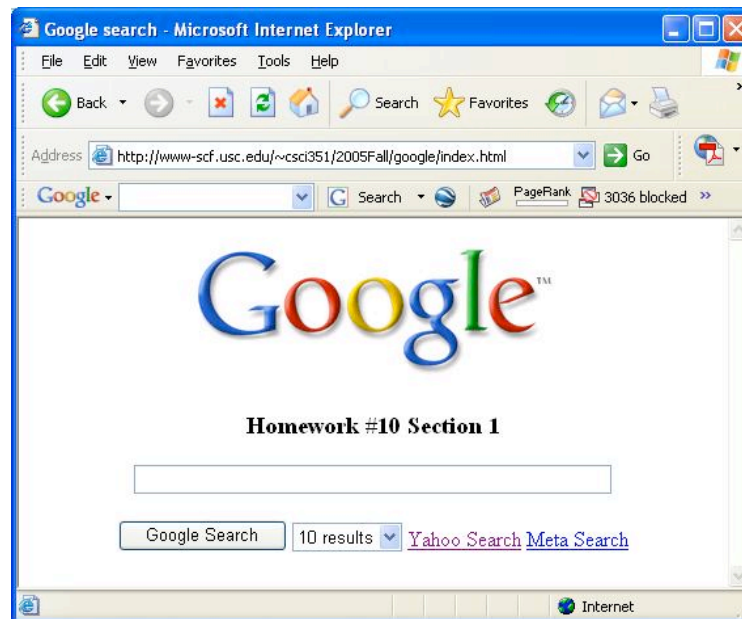 Google search - Microsoft Internet Explorer
File Edit View Favorites Tools Help
Back Search Favorites
Address http://www-scf.usc.edu/~csci351/2005Fall/google/index.html Go
Google G Search PageRank 3036 blocked »
Google™
Homework #10 Section 1
Google Search 10 results Yahoo Search Meta Search
Internet